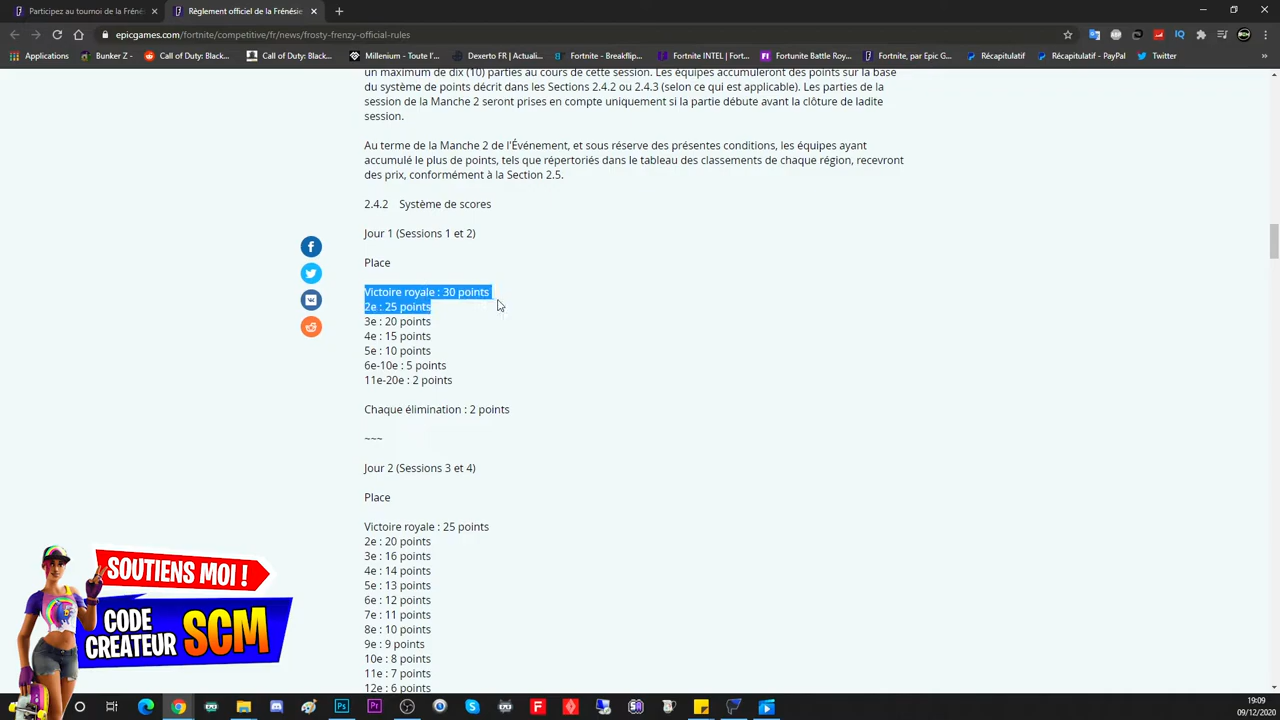 Participez au tournoi de la Fréné
Règlement officiel de la Frénésie
epicgames.com/fortnite/competitive/fr/news/frosty-frenzy-official-rules
Applications
Bunker Z -
Call of Duty: Black...
Call of Duty: Black...
Millenium - Toute l'...
Dexerto FR | Actuali...
Fortnite - Breakflip...
Fortnite INTEL | Fort...
Fortunite Battle Roy...
Fortnite, par Epic G...
Récapitulatif
Récapitulatif - PayPal
Twitter
un maximum de dix (10) parties au cours de cette session. Les équipes accumuleront des points sur la base
du système de points décrit dans les Sections 2.4.2 ou 2.4.3 (selon ce qui est applicable). Les parties de la
session de la Manche 2 seront prises en compte uniquement si la partie débute avant la clôture de ladite
session.
Au terme de la Manche 2 de l'Événement, et sous réserve des présentes conditions, les équipes ayant
accumulé le plus de points, tels que répertoriés dans le tableau des classements de chaque région, recevront
des prix, conformément à la Section 2.5.
2.4.2 Système de scores
Jour 1 (Sessions 1 et 2)
Place
Victoire royale : 30 points
2e : 25 points
3e : 20 points
4e : 15 points
5e : 10 points
6e-10e : 5 points
11e-20e : 2 points
Chaque élimination : 2 points
~~~
Jour 2 (Sessions 3 et 4)
Place
Victoire royale : 25 points
2e : 20 points
3e : 16 points
4e : 14 points
5e : 13 points
6e : 12 points
7e : 11 points
8e : 10 points
9e : 9 points
10e : 8 points
11e : 7 points
12e : 6 points
SOUTIENS MOI !
CODE
CREATEUR SCM
19:09
09/12/2020